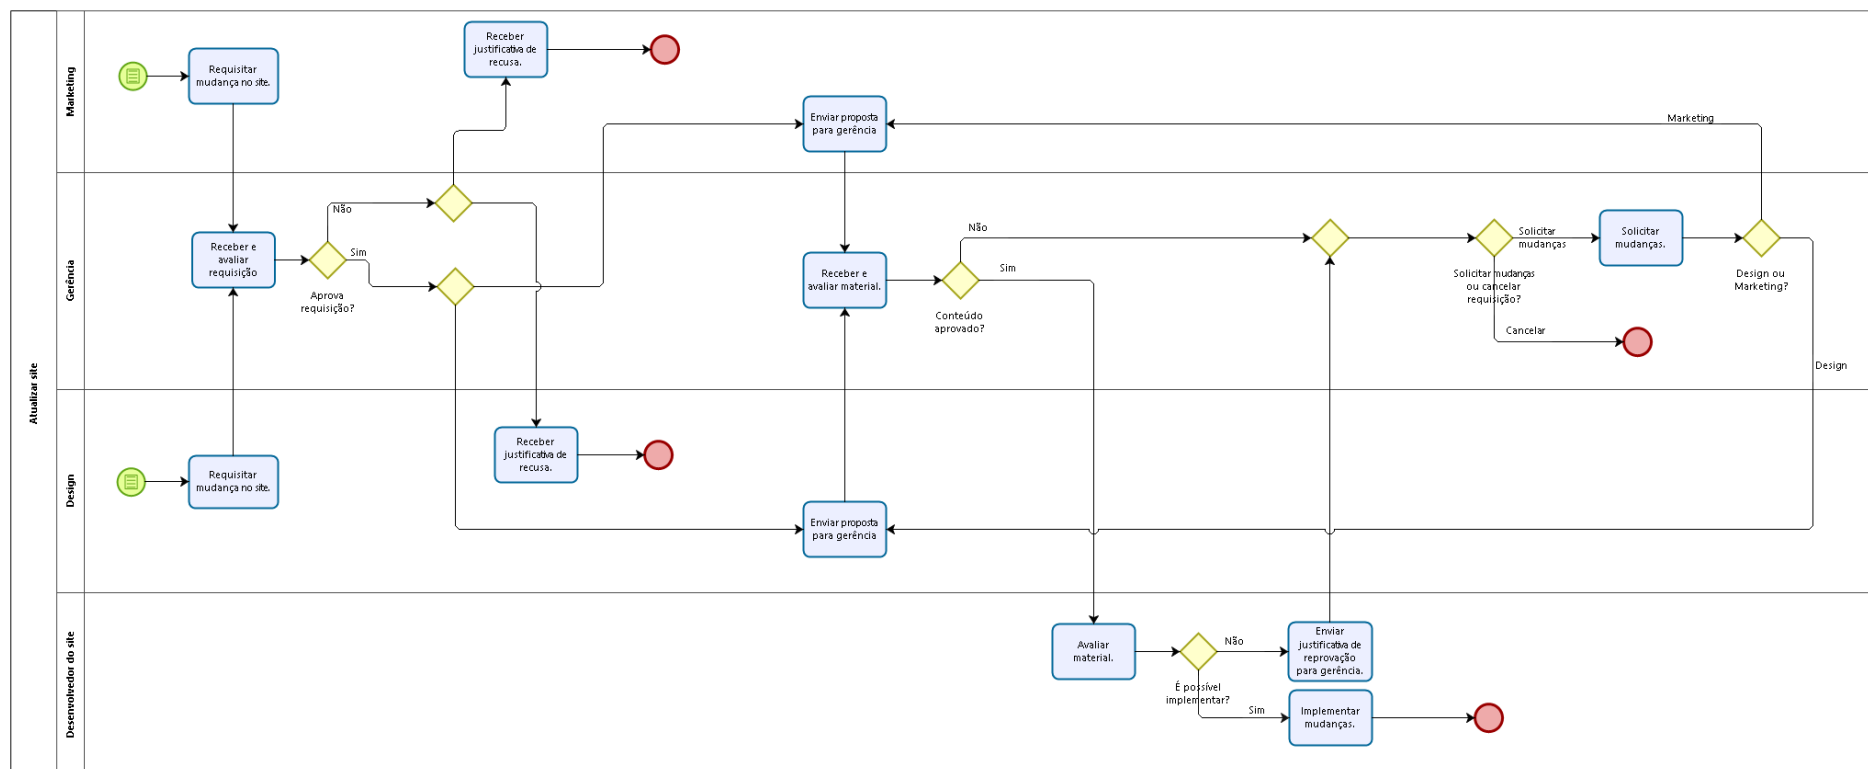 Atualizar site
Marketing
Requisitar
mudança no site.
Receber
justificativa de
recusa.
Enviar proposta
para gerência
Marketing
Gerência
Receber e
avaliar
requisição
Não
Sim
Aprova
requisição?
Receber e
avaliar material.
Não
Sim
Conteúdo
aprovado?
Solicitar
mudanças
Solicitar mudanças
ou cancelar
requisição?
Cancelar
Solicitar
mudanças.
Design ou
Marketing?
Design
Design
Requisitar
mudança no site.
Receber
justificativa de
recusa.
Enviar proposta
para gerência
Desenvolvedor do site
Avaliar
material.
É possível
implementar?
Não
Sim
Enviar
justificativa de
reprovação
para gerência.
Implementar
mudanças.